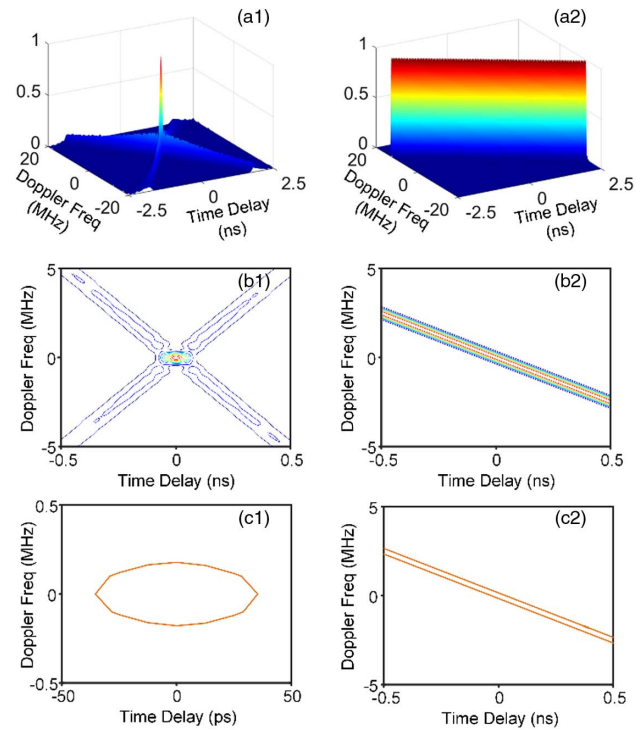 (a1)
1
0.5
0
20
0
-20
Doppler Freq
(MHz)
-2.5
0
2.5
Time Delay
(ns)
(a2)
1
0.5
0
20
0
-20
Doppler Freq
(MHz)
-2.5
0
2.5
Time Delay
(ns)
(b1)
5
0
-5
Doppler Freq (MHz)
-0.5
0
0.5
Time Delay (ns)
(b2)
5
0
-5
Doppler Freq (MHz)
-0.5
0
0.5
Time Delay (ns)
(c1)
0.5
0
-0.5
Doppler Freq (MHz)
-50
0
50
Time Delay (ps)
(c2)
5
0
-5
Doppler Freq (MHz)
-0.5
0
0.5
Time Delay (ns)